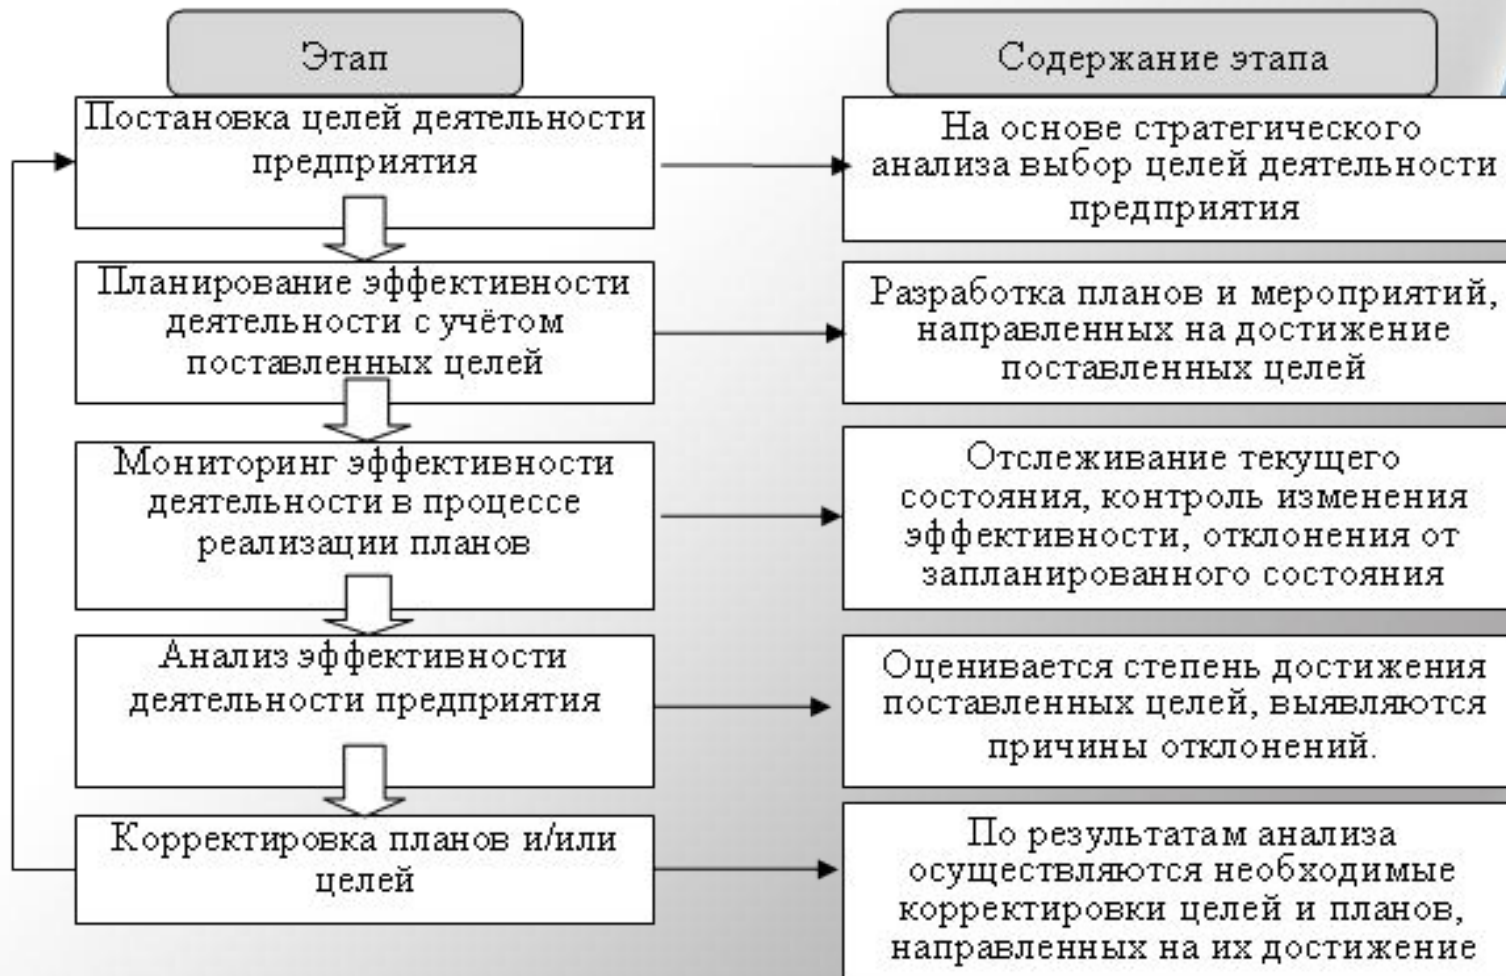 Этап
Содержание этапа
Постановка целей деятельности
предприятия
На основе стратегического
анализа выбор целей деятельности
предприятия
Планирование эффективности
деятельности с учётом
поставленных целей
Разработка планов и мероприятий,
направленных на достижение
поставленных целей
Мониторинг эффективности
деятельности в процессе
реализации планов
Отслеживание текущего
состояния, контроль изменения
эффективности, отклонения от
запланированного состояния
Анализ эффективности
деятельности предприятия
Оценивается степень достижения
поставленных целей, выявляются
причины отклонений.
Корректировка планов и/или
целей
По результатам анализа
осуществляются необходимые
корректировки целей и планов,
направленных на их достижение